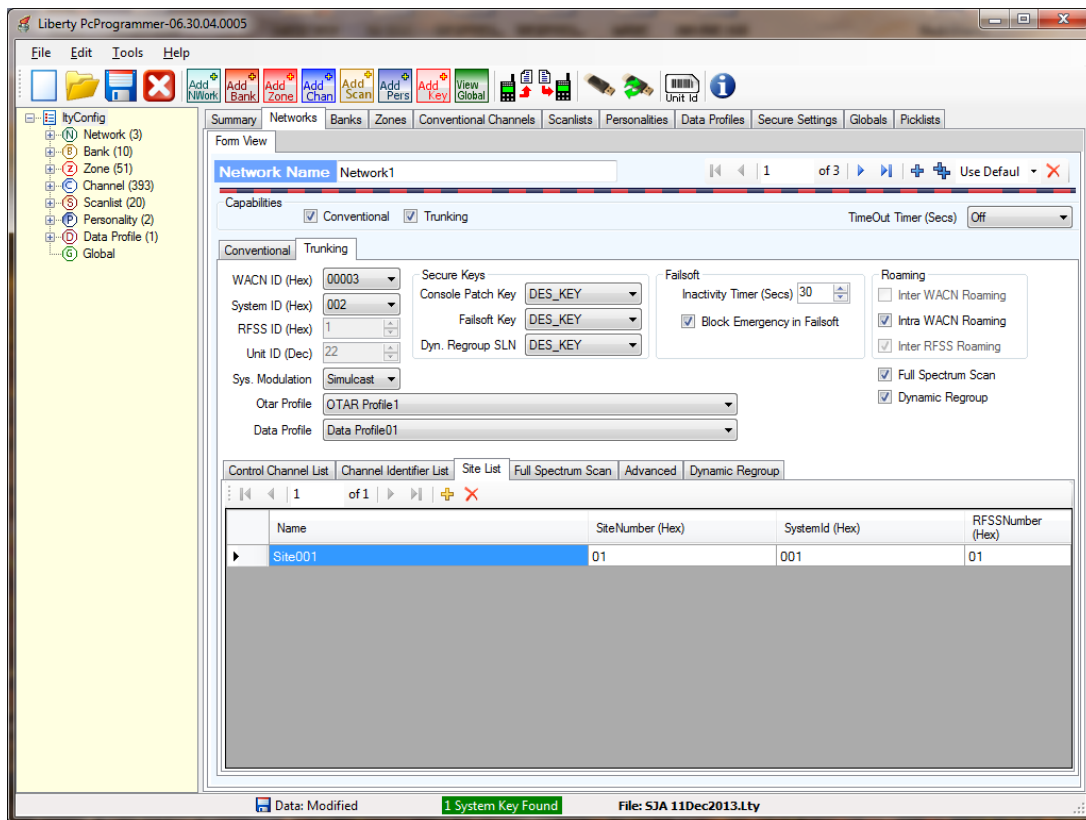 Liberty PcProgrammer-06.30.04.0005
File Edit Tools Help
Add NWork Add Bank Add Zone Add Chan Add Scan Add Pers Add Key View Global Unit Id
ltyConfig
Network (3)
Bank (10)
Zone (51)
Channel (393)
Scanlist (20)
Personality (2)
Data Profile (1)
Global
Summary Networks Banks Zones Conventional Channels Scanlists Personalities Data Profiles Secure Settings Globals Picklists
Form View
Network Name Network1 1 of 3 Use Defaul
Capabilities
Conventional Trunking TimeOut Timer (Secs) Off
Conventional Trunking
WACN ID (Hex) 00003
System ID (Hex) 002
RFSS ID (Hex) 1
Unit ID (Dec) 22
Sys. Modulation Simulcast
Otar Profile OTAR Profile1
Data Profile Data Profile01
Secure Keys
Console Patch Key DES_KEY
Failsoft Key DES_KEY
Dyn. Regroup SLN DES_KEY
Failsoft
Inactivity Timer (Secs) 30
Block Emergency in Failsoft
Roaming
Inter WACN Roaming
Intra WACN Roaming
Inter RFSS Roaming
Full Spectrum Scan
Dynamic Regroup
Control Channel List Channel Identifier List Site List Full Spectrum Scan Advanced Dynamic Regroup
1 of 1
Name SiteNumber (Hex) SystemId (Hex) RFSSNumber (Hex)
Site001 01 001 01
Data: Modified 1 System Key Found File: SJA 11Dec2013.Lty